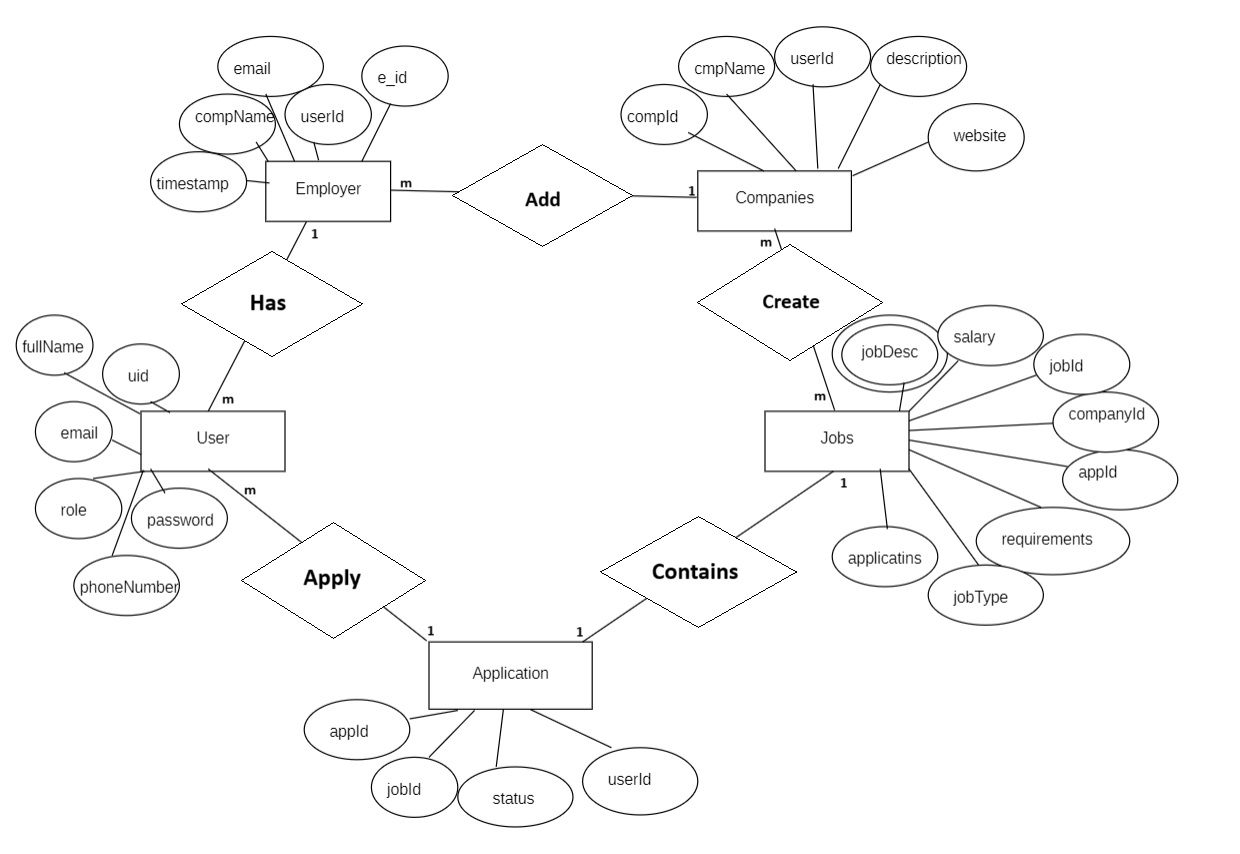 email
e_id
compName
userId
timestamp
Employer
m
Add
1
cmpName
userId
description
compId
website
Companies
1
Has
m
m
Create
m
fullName
uid
email
User
role
password
phoneNumber
m
Apply
1
jobDesc
salary
jobId
companyId
appId
requirements
jobType
applicatins
Jobs
1
Contains
1
Application
appId
jobId
status
userId